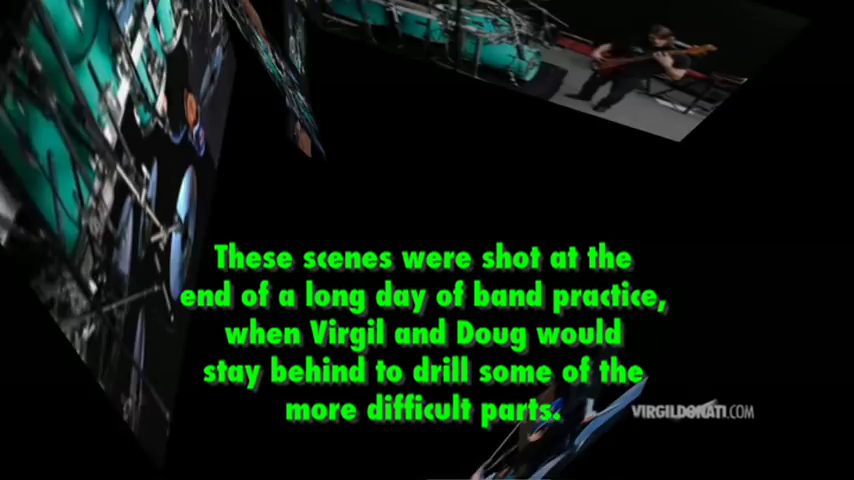 These scenes were shot at the
end of a long day of band practice,
when Virgil and Doug would
stay behind to drill some of the
more difficult parts.
VIRGILDONATI.COM